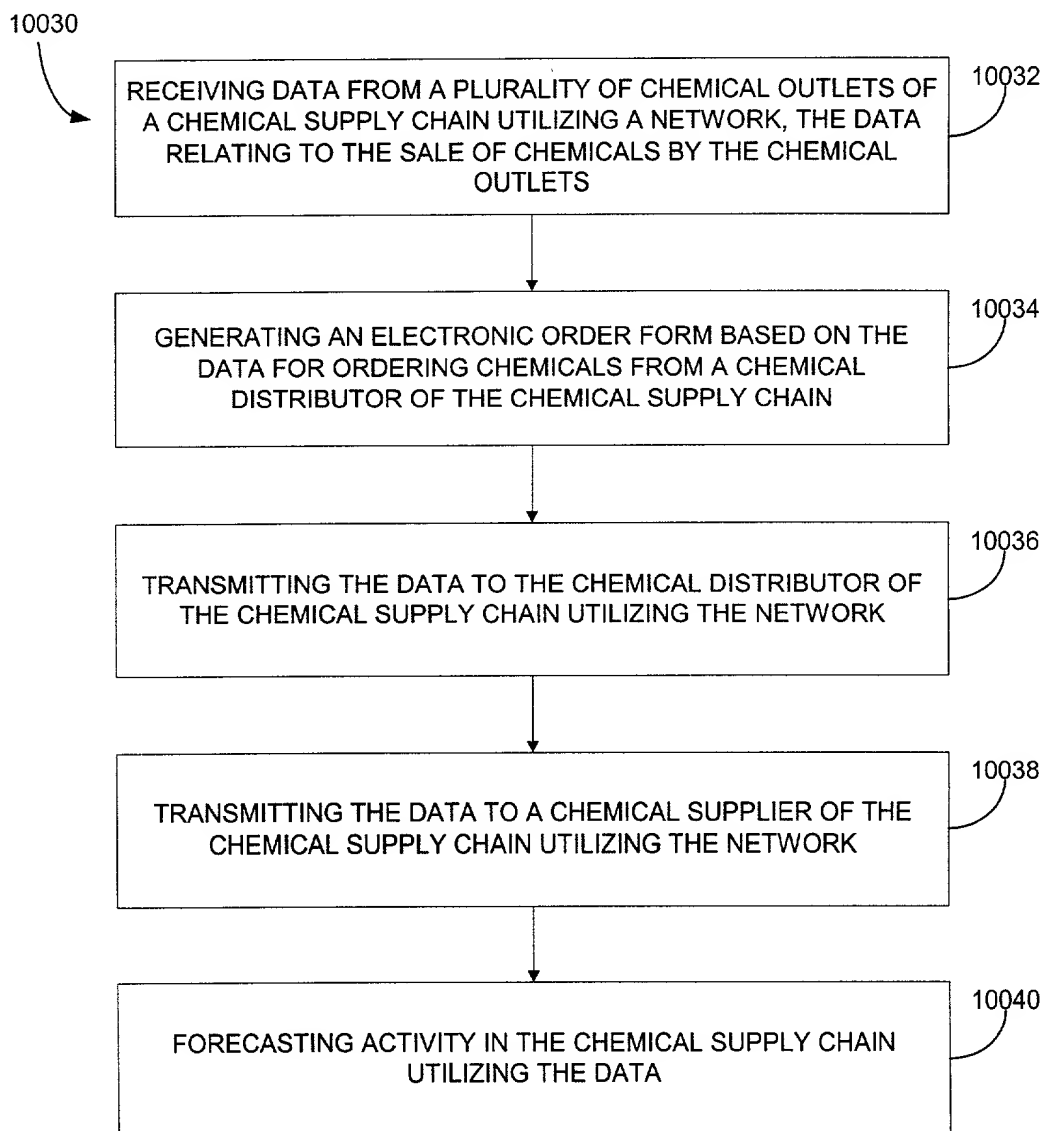 10030
10032
RECEIVING DATA FROM A PLURALITY OF CHEMICAL OUTLETS OF
A CHEMICAL SUPPLY CHAIN UTILIZING A NETWORK, THE DATA
RELATING TO THE SALE OF CHEMICALS BY THE CHEMICAL
OUTLETS
10034
GENERATING AN ELECTRONIC ORDER FORM BASED ON THE
DATA FOR ORDERING CHEMICALS FROM A CHEMICAL
DISTRIBUTOR OF THE CHEMICAL SUPPLY CHAIN
10036
TRANSMITTING THE DATA TO THE CHEMICAL DISTRIBUTOR OF
THE CHEMICAL SUPPLY CHAIN UTILIZING THE NETWORK
10038
TRANSMITTING THE DATA TO A CHEMICAL SUPPLIER OF THE
CHEMICAL SUPPLY CHAIN UTILIZING THE NETWORK
10040
FORECASTING ACTIVITY IN THE CHEMICAL SUPPLY CHAIN
UTILIZING THE DATA